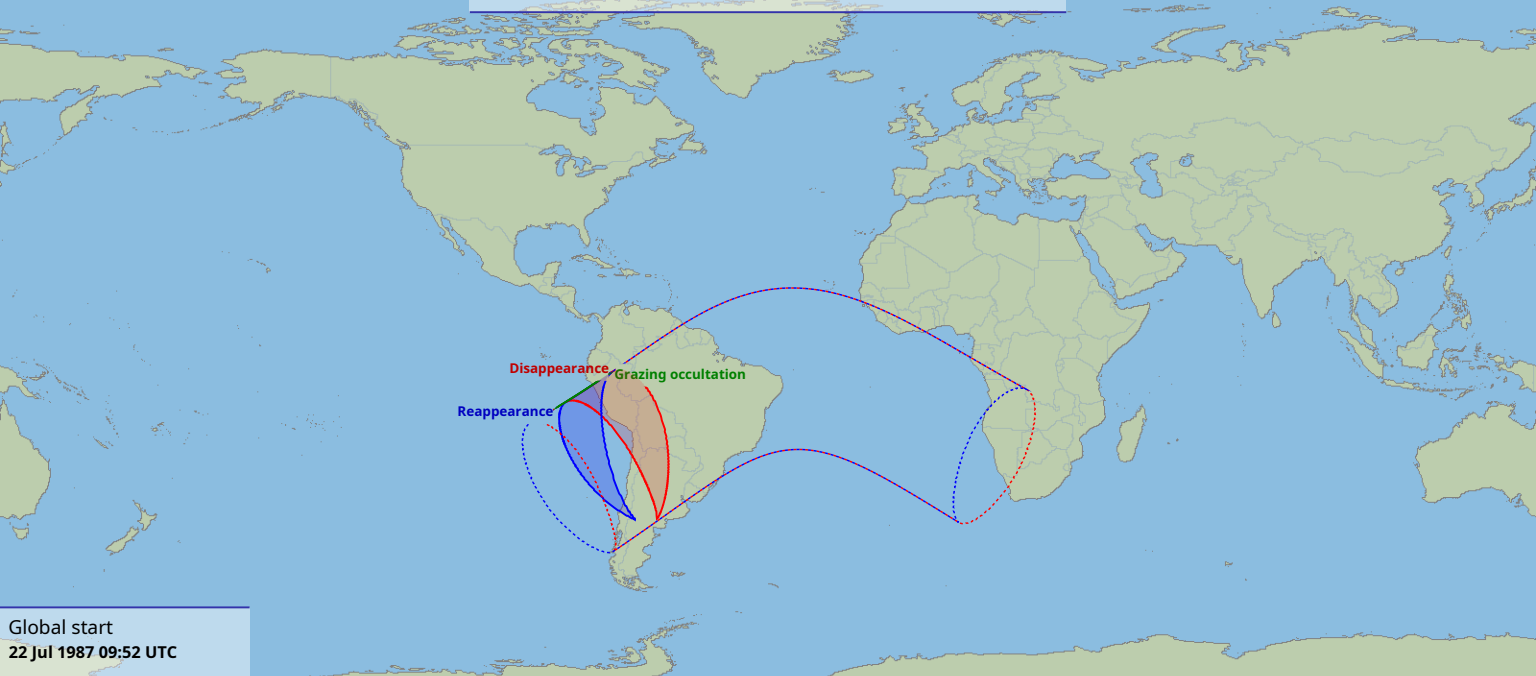 Disappearance
Grazing occultation
Reappearance
Global start
22 Jul 1987 09:52 UTC